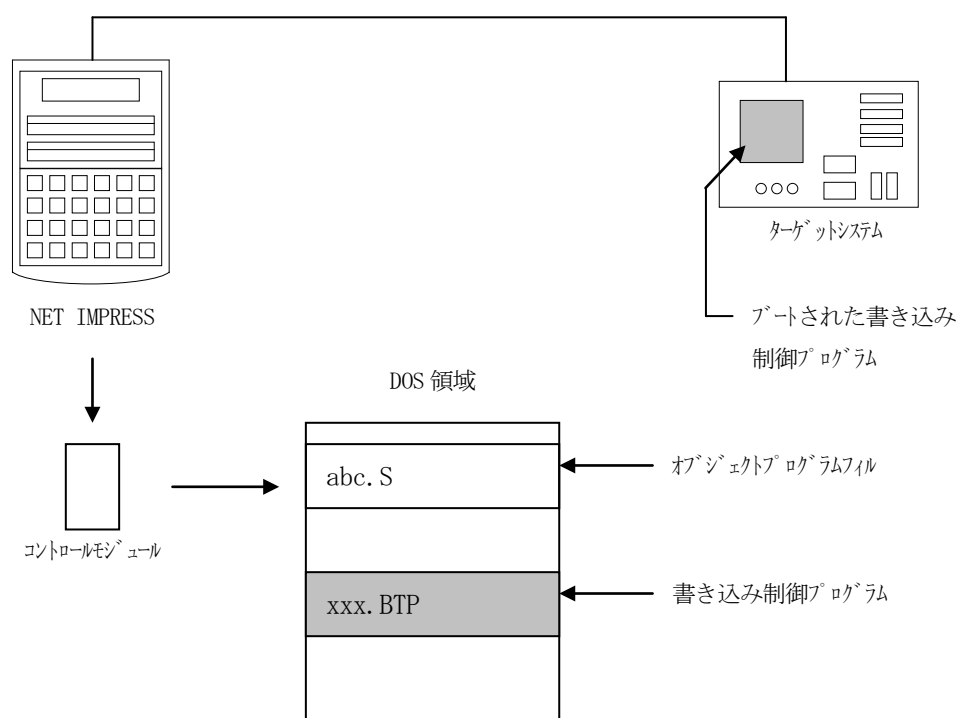 ターゲットシステム
NET IMPRESS
ブートされた書き込み
制御プログラム
DOS 領域
abc.S
オブジェクトプログラムファイル
コントロールモジュール
xxx.BTP
書き込み制御プログラム